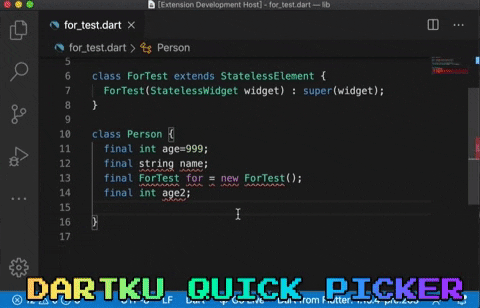 [Extension Development Host] - for_test.dart — lib
for_test.dart ×
for_test.dart > Person
5
6 class ForTest extends StatelessElement {
7 ForTest(StatelessWidget widget) : super(widget);
8 }
9
10 class Person {
11 final int age=999;
12 final string name;
13 final ForTest for = new ForTest();
14 final int age2;
15
16 }
17
DARTKU QUICK PICKER